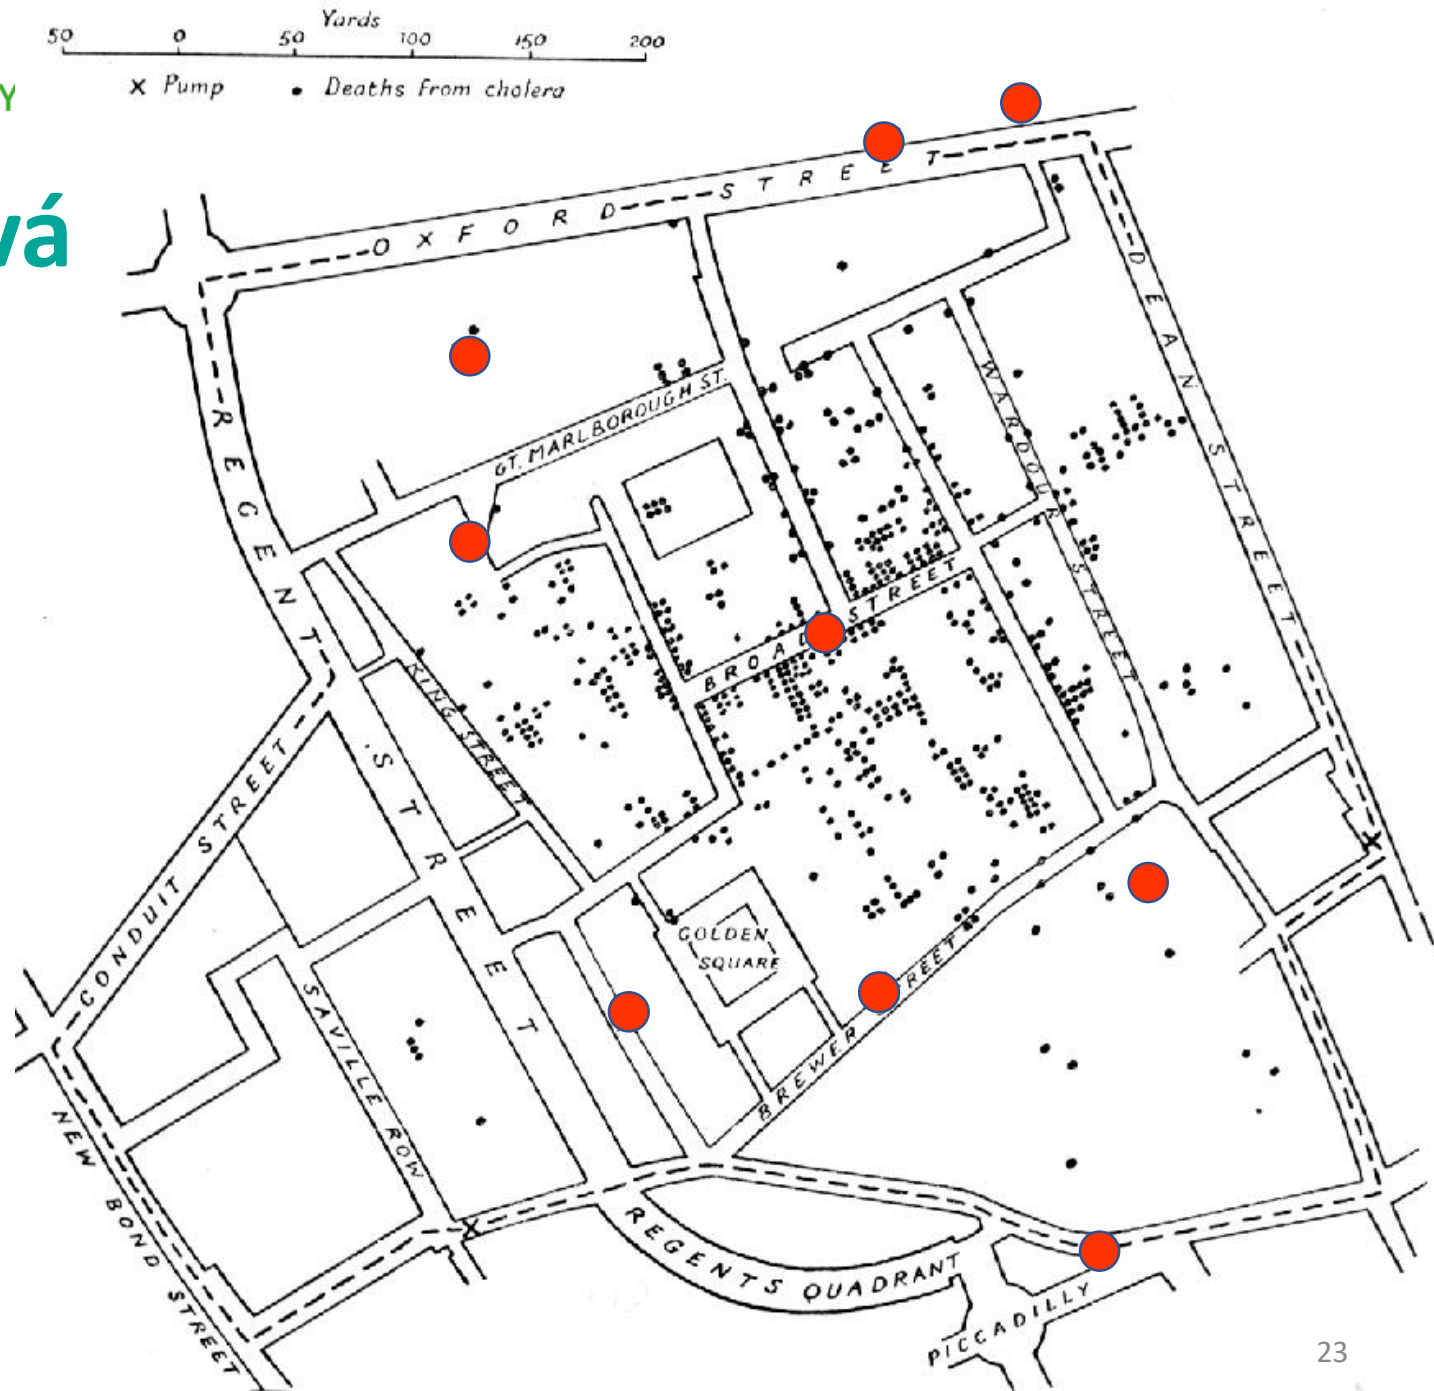 Yards
50 0 50 100 150 200
x Pump • Deaths from cholera
Y
vá
OXFORD STREET
DEAN STREET
REGENT STREET
GT. MARLBOROUGH ST.
WARDOUR STREET
BROAD STREET
KING STREET
CONDUIT STREET
GOLDEN
SQUARE
BREWER REET
SAVILLE ROW
NEW BOND STREET
REGENTS QUADRANT
PICCADILLY
23